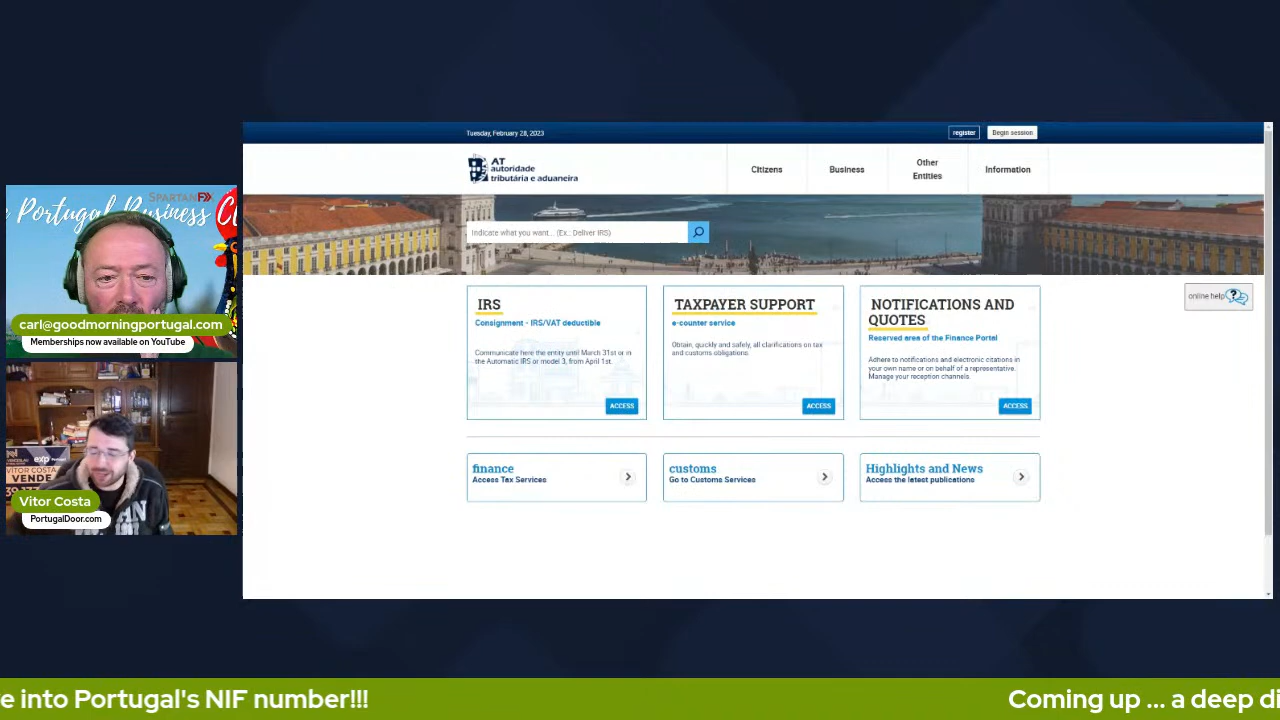 Tuesday, February 28, 2023
register
Begin session
AT
autoridade
tributária e aduaneira
Citizens
Business
Other
Entities
Information
Indicate what you want... (Ex.: Deliver IRS)
online help
IRS
Consignment - IRS/VAT deductible
Communicate here the entity until March 31st or in
the Automatic IRS or model 3, from April 1st.
ACCESS
TAXPAYER SUPPORT
e-counter service
Obtain, quickly and safely, all clarifications on tax
and customs obligations.
ACCESS
NOTIFICATIONS AND
QUOTES
Reserved area of the Finance Portal
Adhere to notifications and electronic citations in
your own name or on behalf of a representative.
Manage your reception channels.
ACCESS
finance
Access Tax Services
customs
Go to Customs Services
Highlights and News
Access the latest publications
SPARTANFX
Portugal Business Cl
carl@goodmorningportugal.com
Memberships now available on YouTube
exp
VITOR COSTA
VENDE
Vitor Costa
PortugalDoor.com
e into Portugal's NIF number!!!
Coming up ... a deep di